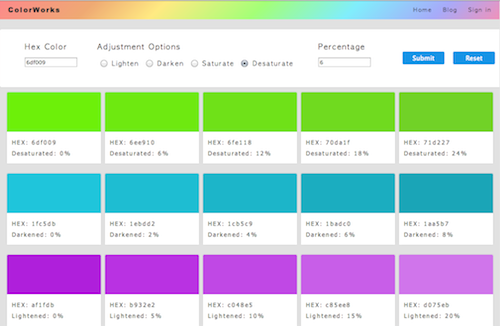 ColorWorks Home Blog Sign in
Hex Color Adjustment Options Percentage
6df009 Lighten Darken Saturate Desaturate 6 Submit Reset
HEX: 6df009 HEX: 6ee910 HEX: 6fe118 HEX: 70da1f HEX: 71d227
Desaturated: 0% Desaturated: 6% Desaturated: 12% Desaturated: 18% Desaturated: 24%
HEX: 1fc5db HEX: 1ebdd2 HEX: 1cb5c9 HEX: 1badc0 HEX: 1aa5b7
Darkened: 0% Darkened: 2% Darkened: 4% Darkened: 6% Darkened: 8%
HEX: af1fdb HEX: b932e2 HEX: c048e5 HEX: c85ee8 HEX: d075eb
Lightened: 0% Lightened: 5% Lightened: 10% Lightened: 15% Lightened: 20%